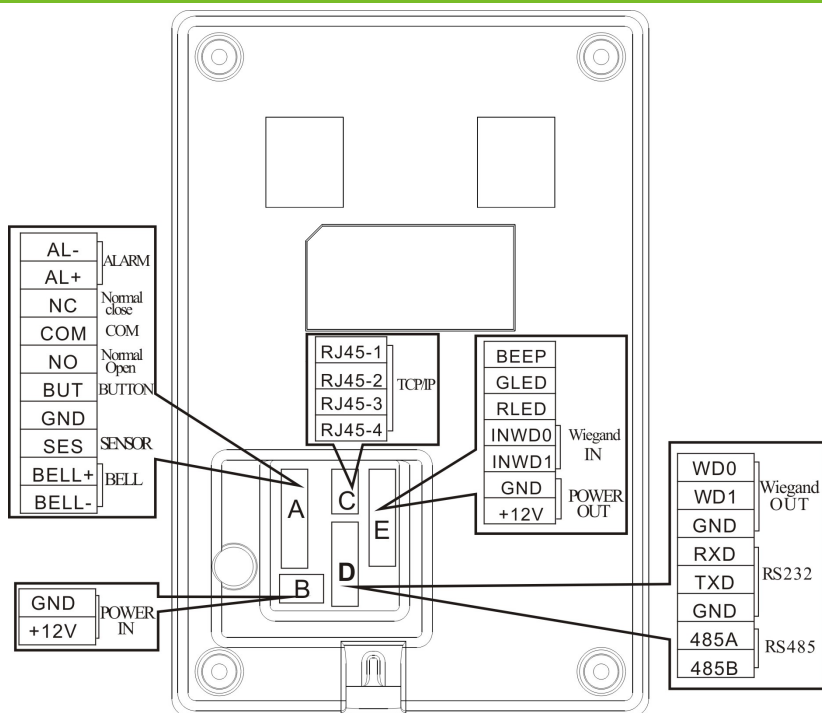 AL-
AL+
ALARM
NC
Normal
close
COM
COM
NO
Normal
Open
BUT
BUTTON
GND
SES
SENSOR
BELL+
BELL-
BELL
RJ45-1
RJ45-2
RJ45-3
RJ45-4
TCP/IP
BEEP
GLED
RLED
INWD0
INWD1
Wiegand
IN
GND
+12V
POWER
OUT
WD0
WD1
GND
Wiegand
OUT
RXD
TXD
GND
RS232
485A
485B
RS485
A
C
E
D
B
GND
+12V
POWER
IN